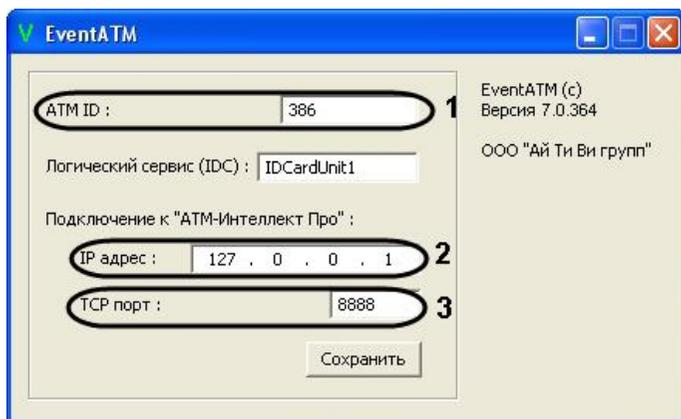 EventATM
ATM ID :
386
1
EventATM (c)
Версия 7.0.364
Логический сервис (IDC) :
IDCardUnit1
ООО "Ай Ти Ви групп"
Подключение к "АТМ-Интеллект Про" :
IP адрес :
127 . 0 . 0 . 1
2
TCP порт :
8888
3
Сохранить